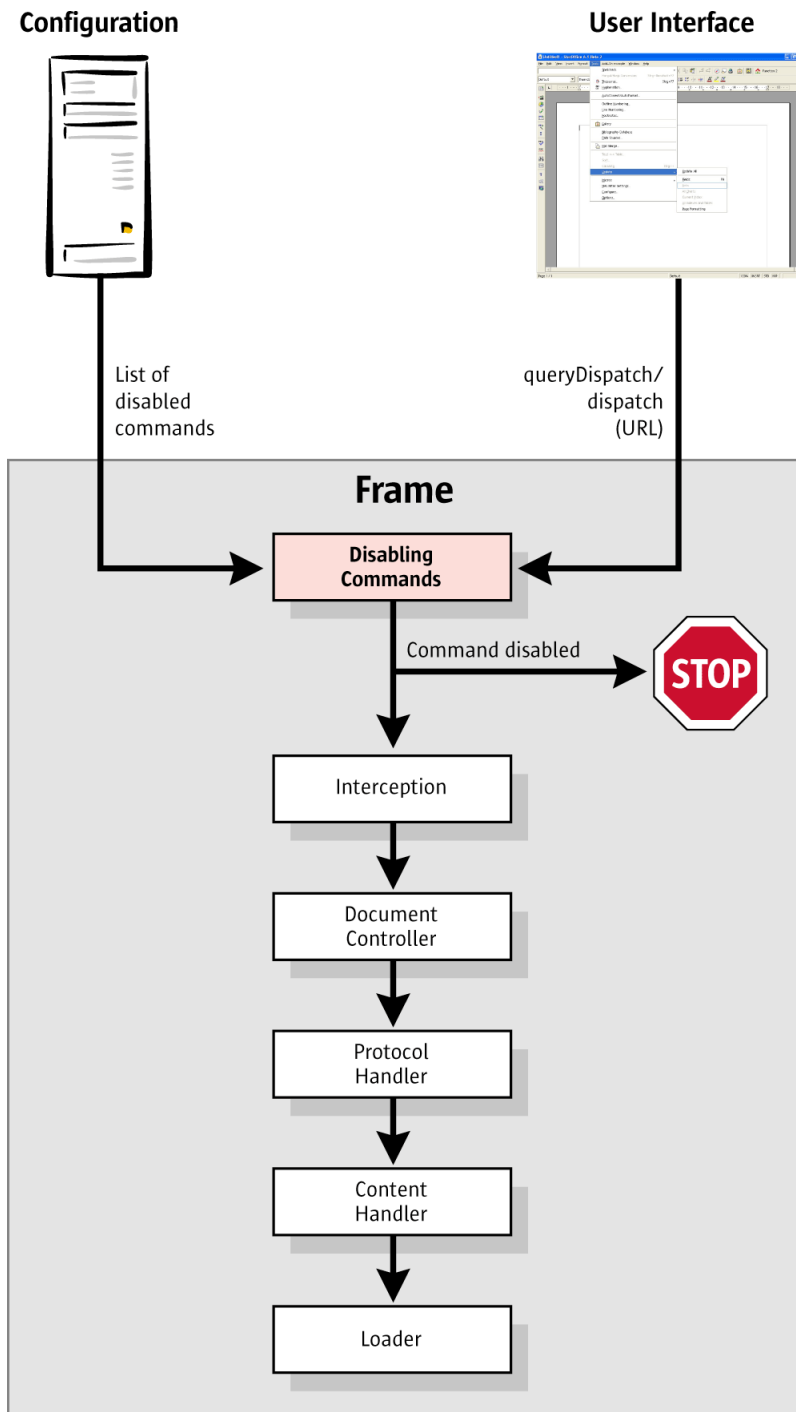 Configuration
User Interface
List of
disabled
commands
queryDispatch/
dispatch
(URL)
Frame
Disabling
Commands
Command disabled
STOP
Interception
Document
Controller
Protocol
Handler
Content
Handler
Loader